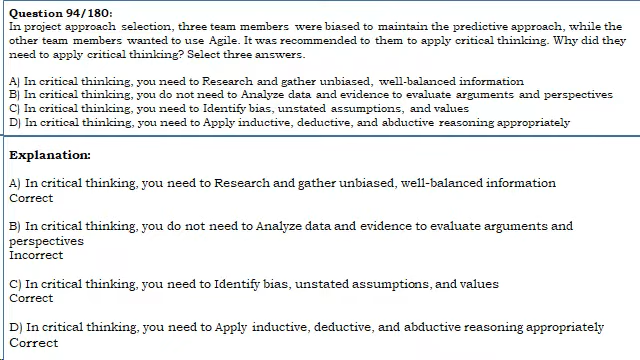 Question 94/180:
In project approach selection, three team members were biased to maintain the predictive approach, while the
other team members wanted to use Agile. It was recommended to them to apply critical thinking. Why did they
need to apply critical thinking? Select three answers.
A) In critical thinking, you need to Research and gather unbiased, well-balanced information
B) In critical thinking, you do not need to Analyze data and evidence to evaluate arguments and perspectives
C) In critical thinking, you need to Identify bias, unstated assumptions, and values
D) In critical thinking, you need to Apply inductive, deductive, and abductive reasoning appropriately
Explanation:
A) In critical thinking, you need to Research and gather unbiased, well-balanced information
Correct
B) In critical thinking, you do not need to Analyze data and evidence to evaluate arguments and
perspectives
Incorrect
C) In critical thinking, you need to Identify bias, unstated assumptions, and values
Correct
D) In critical thinking, you need to Apply inductive, deductive, and abductive reasoning appropriately
Correct